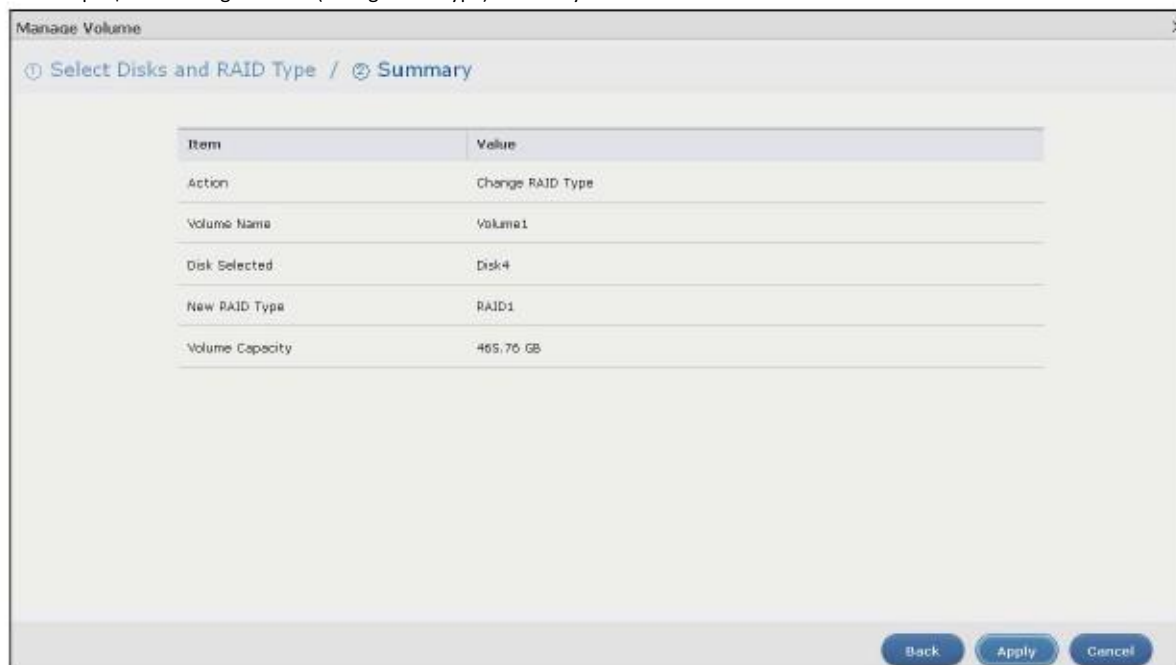 Manage Volume
① Select Disks and RAID Type / ② Summary
Item Value
Action Change RAID Type
Volume Name Volume1
Disk Selected Disk4
New RAID Type RAID1
Volume Capacity 465.76 GB
Back Apply Cancel